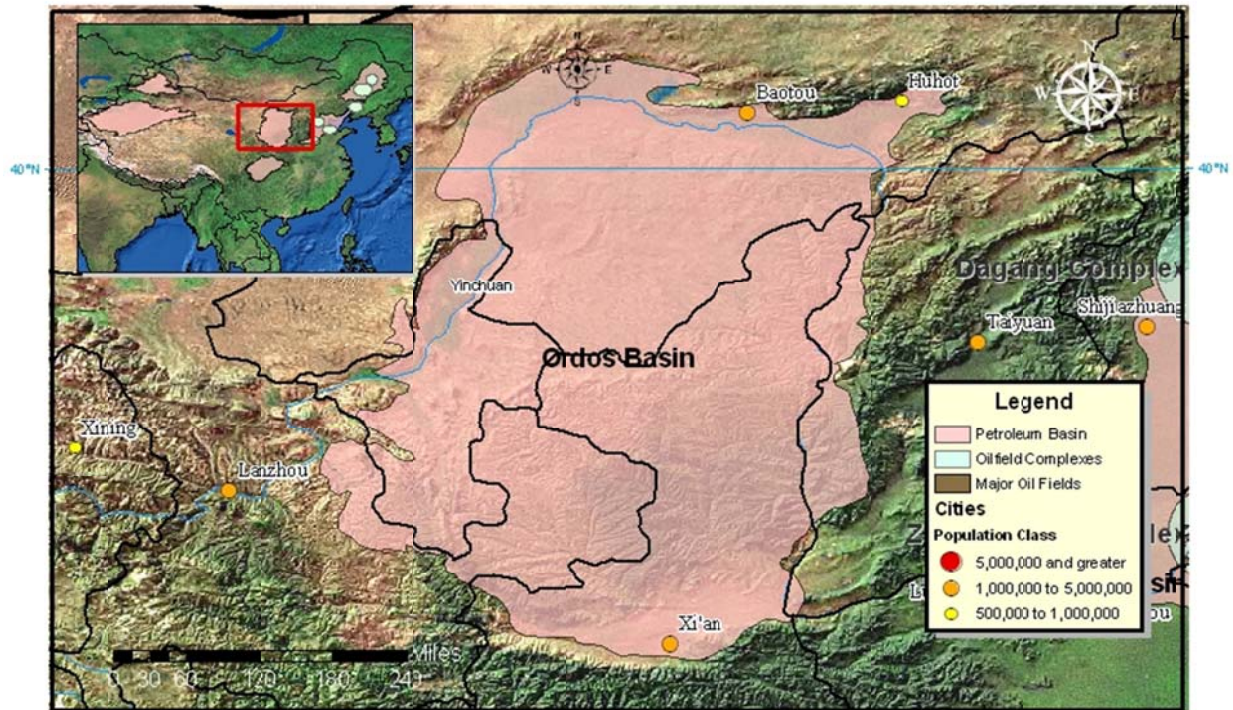 N
W E
S
N
W E
S
Huhot
Baotou
40°N
40°N
Dagang Complex
Yinchuan
Shijiazhuang
Taiyuan
Ordos Basin
Xining
Lanzhou
Xi'an
Legend
Petroleum Basin
Oilfield Complexes
Major Oil Fields
Cities
Population Class
5,000,000 and greater
1,000,000 to 5,000,000
500,000 to 1,000,000
Miles
0 30 60 120 180 240